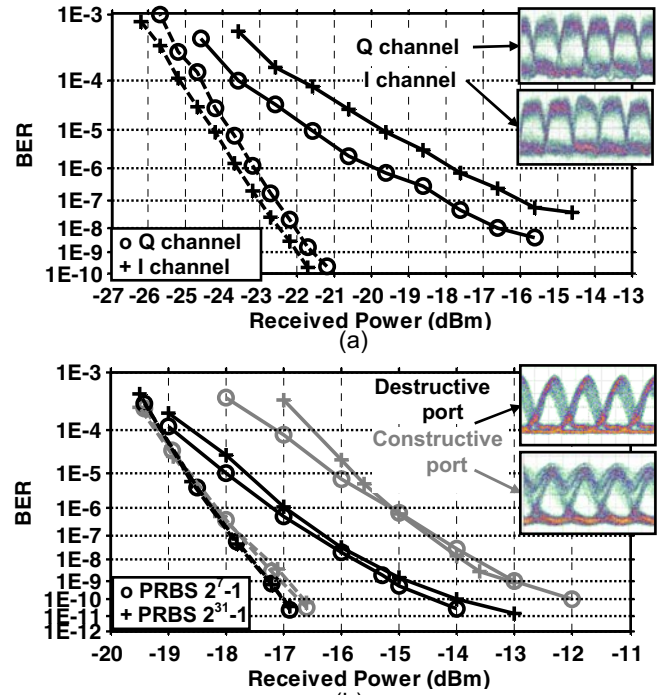 1E-3
1E-4
1E-5
1E-6
1E-7
1E-8
1E-9
1E-10
BER
Q channel
I channel
o Q channel
+ I channel
-27 -26 -25 -24 -23 -22 -21 -20 -19 -18 -17 -16 -15 -14 -13
Received Power (dBm)
(a)
1E-3
1E-4
1E-5
1E-6
1E-7
1E-8
1E-9
1E-10
1E-11
1E-12
BER
Destructive
port
Constructive
port
o PRBS 2^7-1
+ PRBS 2^31-1
-20 -19 -18 -17 -16 -15 -14 -13 -12 -11
Received Power (dBm)